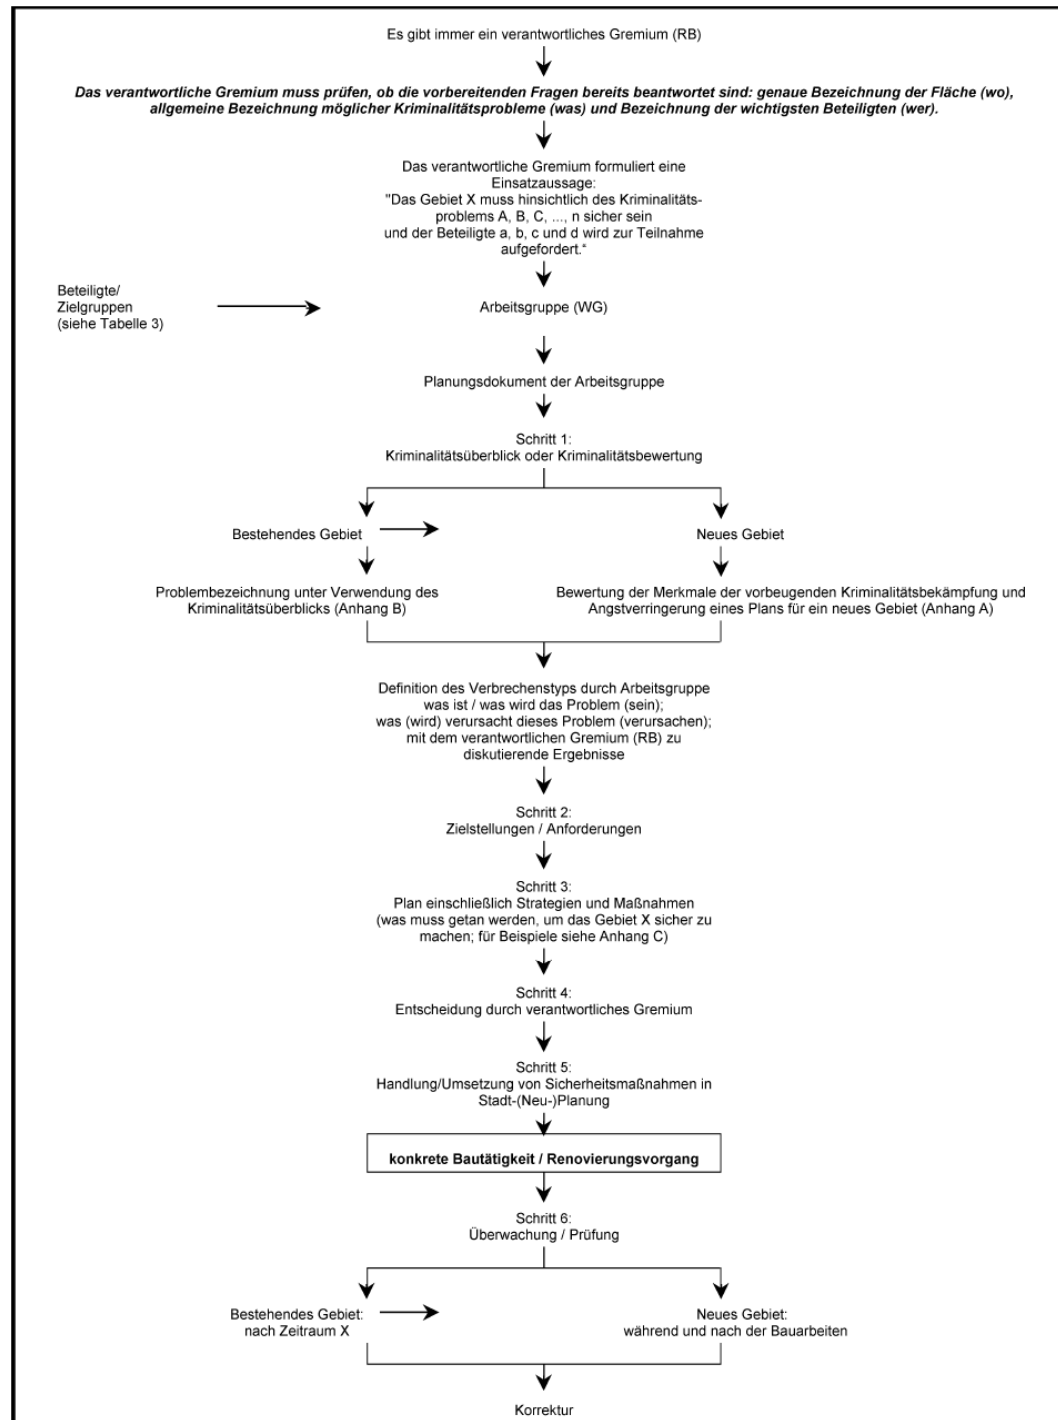 Es gibt immer ein verantwortliches Gremium (RB)
Das verantwortliche Gremium muss prüfen, ob die vorbereitenden Fragen bereits beantwortet sind: genaue Bezeichnung der Fläche (wo),
allgemeine Bezeichnung möglicher Kriminalitätsprobleme (was) und Bezeichnung der wichtigsten Beteiligten (wer).
Das verantwortliche Gremium formuliert eine
Einsatzaussage:
"Das Gebiet X muss hinsichtlich des Kriminalitäts-
problems A, B, C, ..., n sicher sein
und der Beteiligte a, b, c und d wird zur Teilnahme
aufgefordert.“
Beteiligte/
Zielgruppen
(siehe Tabelle 3)
Arbeitsgruppe (WG)
Planungsdokument der Arbeitsgruppe
Schritt 1:
Kriminalitätsüberblick oder Kriminalitätsbewertung
Bestehendes Gebiet
Neues Gebiet
Problembezeichnung unter Verwendung des
Kriminalitätsüberblicks (Anhang B)
Bewertung der Merkmale der vorbeugenden Kriminalitätsbekämpfung und
Angstverringerung eines Plans für ein neues Gebiet (Anhang A)
Definition des Verbrechenstyps durch Arbeitsgruppe
was ist / was wird das Problem (sein);
was (wird) verursacht dieses Problem (verursachen);
mit dem verantwortlichen Gremium (RB) zu
diskutierende Ergebnisse
Schritt 2:
Zielstellungen / Anforderungen
Schritt 3:
Plan einschließlich Strategien und Maßnahmen
(was muss getan werden, um das Gebiet X sicher zu
machen; für Beispiele siehe Anhang C)
Schritt 4:
Entscheidung durch verantwortliches Gremium
Schritt 5:
Handlung/Umsetzung von Sicherheitsmaßnahmen in
Stadt-(Neu-)Planung
konkrete Bautätigkeit / Renovierungsvorgang
Schritt 6:
Überwachung / Prüfung
Bestehendes Gebiet:
nach Zeitraum X
Neues Gebiet:
während und nach der Bauarbeiten
Korrektur